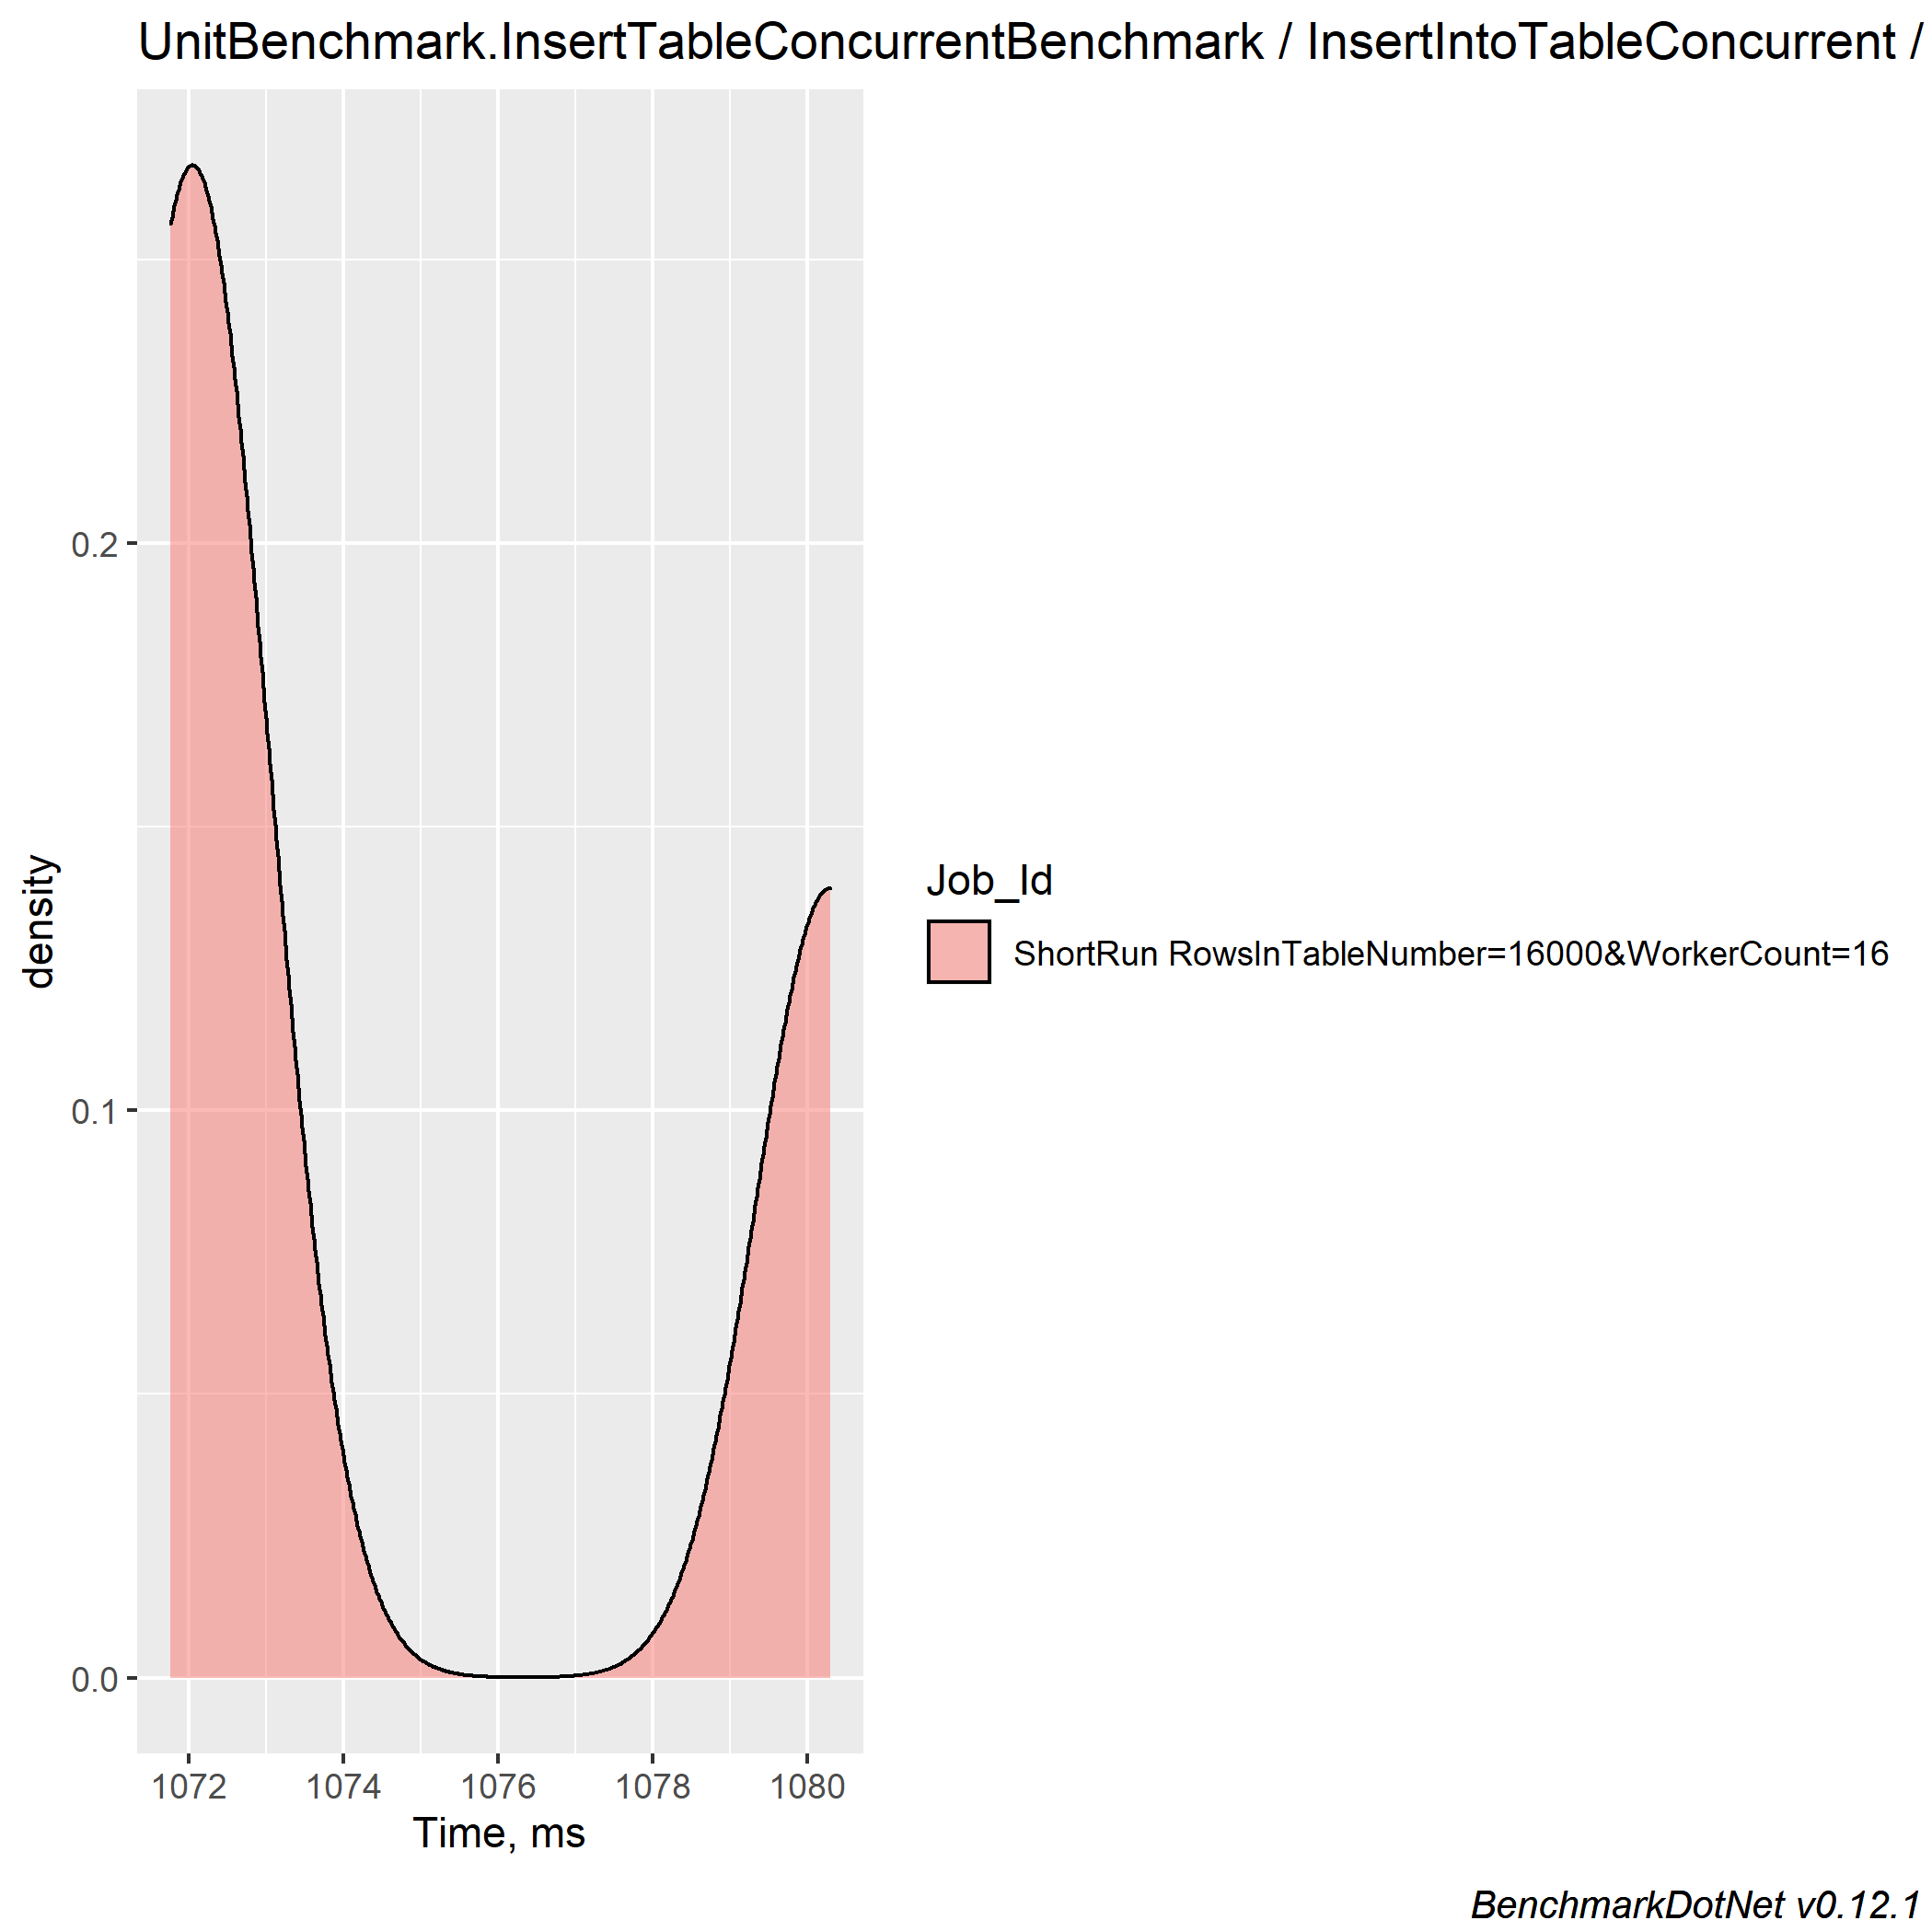 UnitBenchmark.InsertTableConcurrentBenchmark / InsertIntoTableConcurrent /
density
0.2
0.1
0.0
1072 1074 1076 1078 1080
Time, ms
Job_Id
ShortRun RowsInTableNumber=16000&WorkerCount=16
BenchmarkDotNet v0.12.1